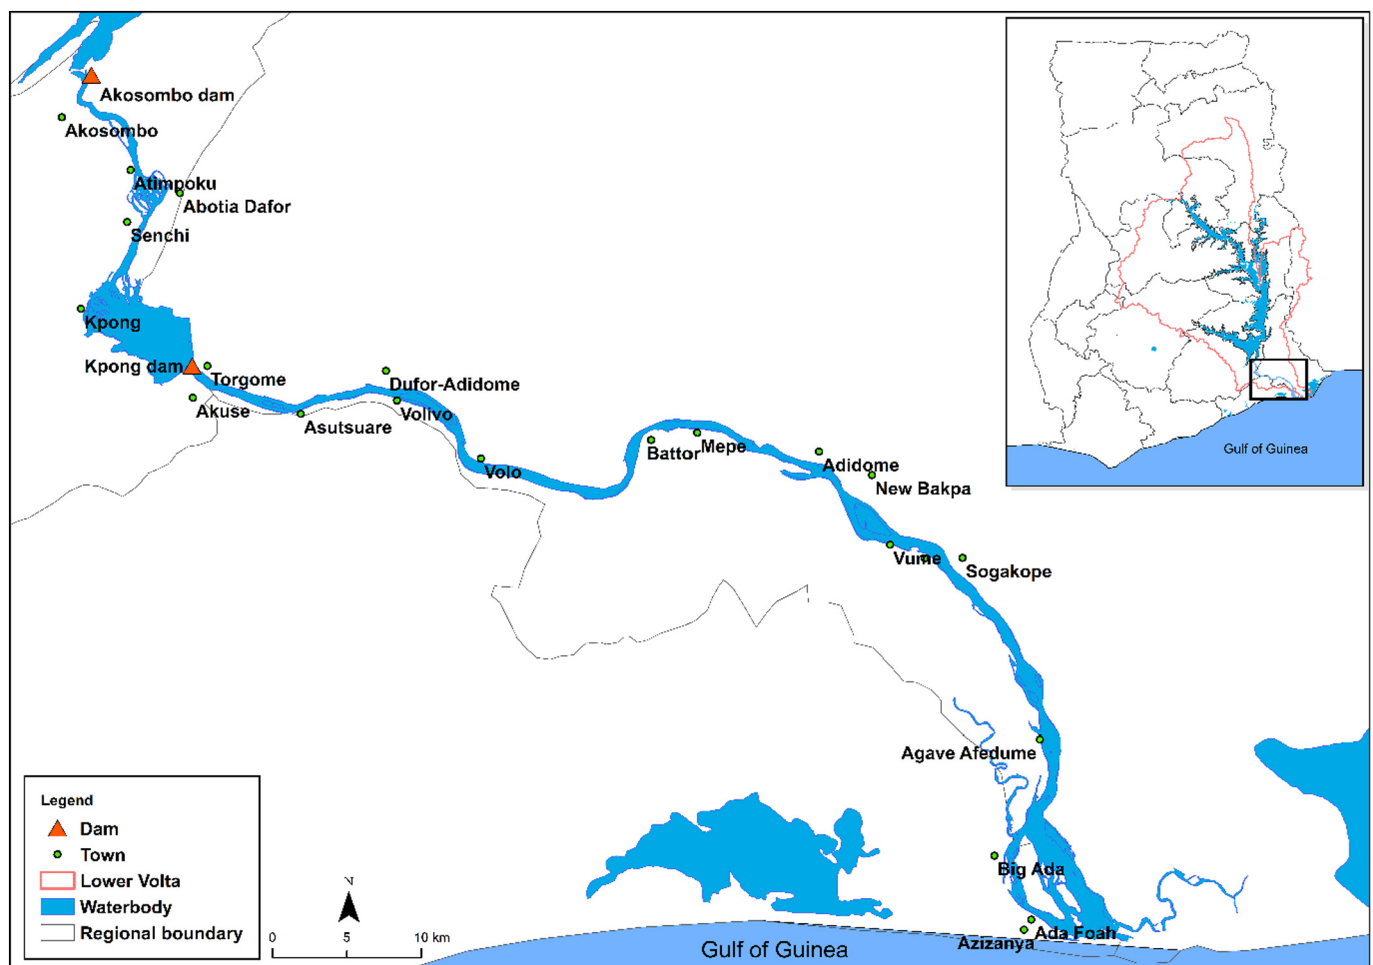 Akosombo dam
Akosombo
Atimpoku
Abotia Dafor
Senchi
Kpong
Kpong dam
Torgome
Akuse
Asutsuare
Dufor-Adidome
Volivo
Volo
Battor
Mepe
Adidome
New Bakpa
Vume
Sogakope
Agave Afedume
Big Ada
Ada Foah
Azizanya
Gulf of Guinea
Gulf of Guinea
Legend
Dam
Town
Lower Volta
Waterbody
Regional boundary
N
0 5 10 km